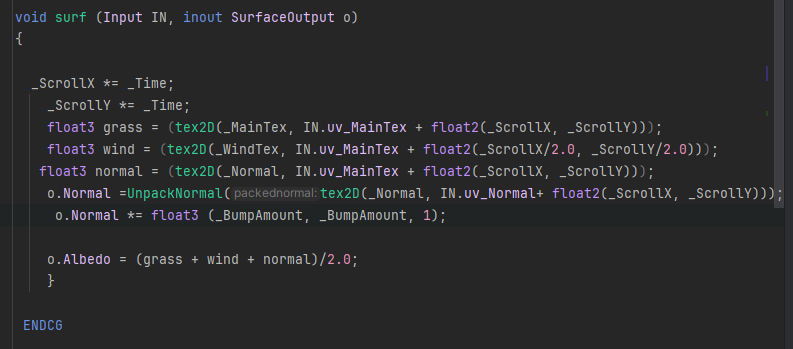 void surf (Input IN, inout SurfaceOutput o)
{
_ScrollX *= _Time;
_ScrollY *= _Time;
float3 grass = (tex2D(_MainTex, IN.uv_MainTex + float2(_ScrollX, _ScrollY)));
float3 wind = (tex2D(_WindTex, IN.uv_MainTex + float2(_ScrollX/2.0, _ScrollY/2.0)));
float3 normal = (tex2D(_Normal, IN.uv_MainTex + float2(_ScrollX, _ScrollY)));
o.Normal =UnpackNormal(packednormal:tex2D(_Normal, IN.uv_Normal+ float2(_ScrollX, _ScrollY)));
o.Normal *= float3 (_BumpAmount, _BumpAmount, 1);
o.Albedo = (grass + wind + normal)/2.0;
}
ENDCG